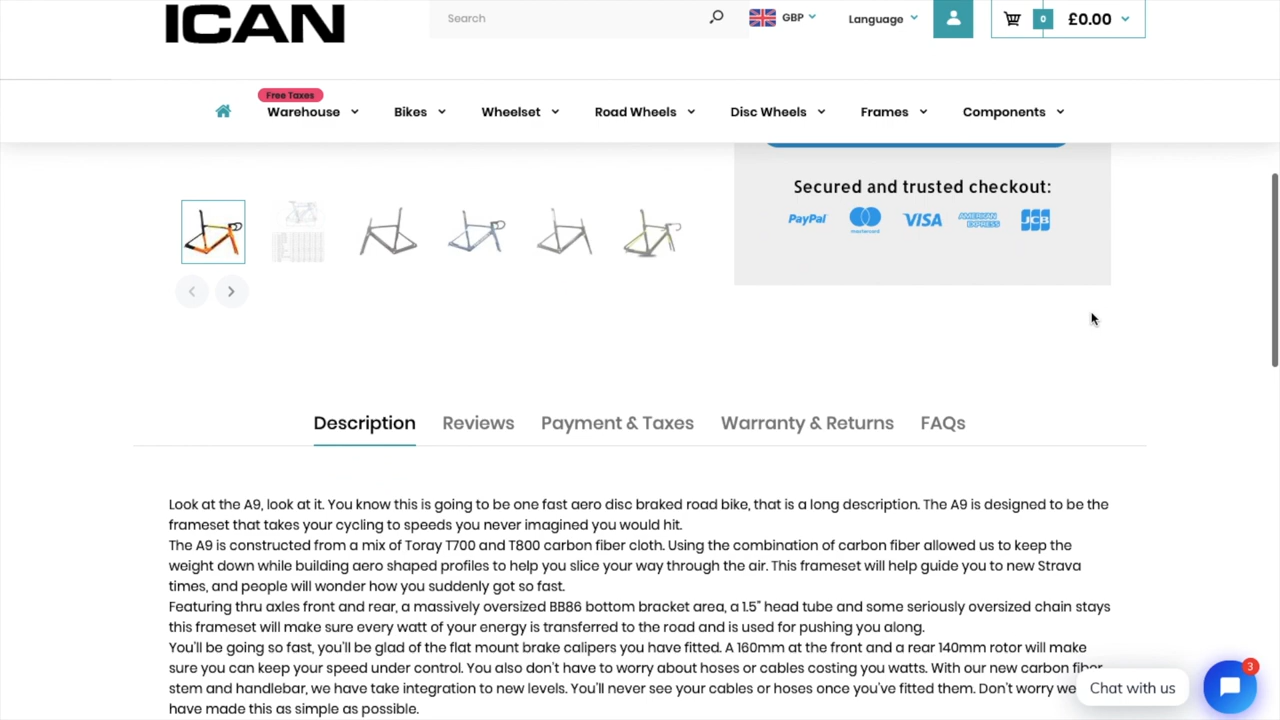 ICAN
Search
GBP
Language
0
£0.00
Free Taxes
Warehouse
Bikes
Wheelset
Road Wheels
Disc Wheels
Frames
Components
Secured and trusted checkout:
PayPal
mastercard
VISA
AMERICAN EXPRESS
JCB
Description
Reviews
Payment & Taxes
Warranty & Returns
FAQs
Look at the A9, look at it. You know this is going to be one fast aero disc braked road bike, that is a long description. The A9 is designed to be the
frameset that takes your cycling to speeds you never imagined you would hit.
The A9 is constructed from a mix of Toray T700 and T800 carbon fiber cloth. Using the combination of carbon fiber allowed us to keep the
weight down while building aero shaped profiles to help you slice your way through the air. This frameset will help guide you to new Strava
times, and people will wonder how you suddenly got so fast.
Featuring thru axles front and rear, a massively oversized BB86 bottom bracket area, a 1.5" head tube and some seriously oversized chain stays
this frameset will make sure every watt of your energy is transferred to the road and is used for pushing you along.
You'll be going so fast, you'll be glad of the flat mount brake calipers you have fitted. A 160mm at the front and a rear 140mm rotor will make
sure you can keep your speed under control. You also don't have to worry about hoses or cables costing you watts. With our new carbon fiber
stem and handlebar, we have take integration to new levels. You'll never see your cables or hoses once you've fitted them. Don't worry we
have made this as simple as possible.
Chat with us
3